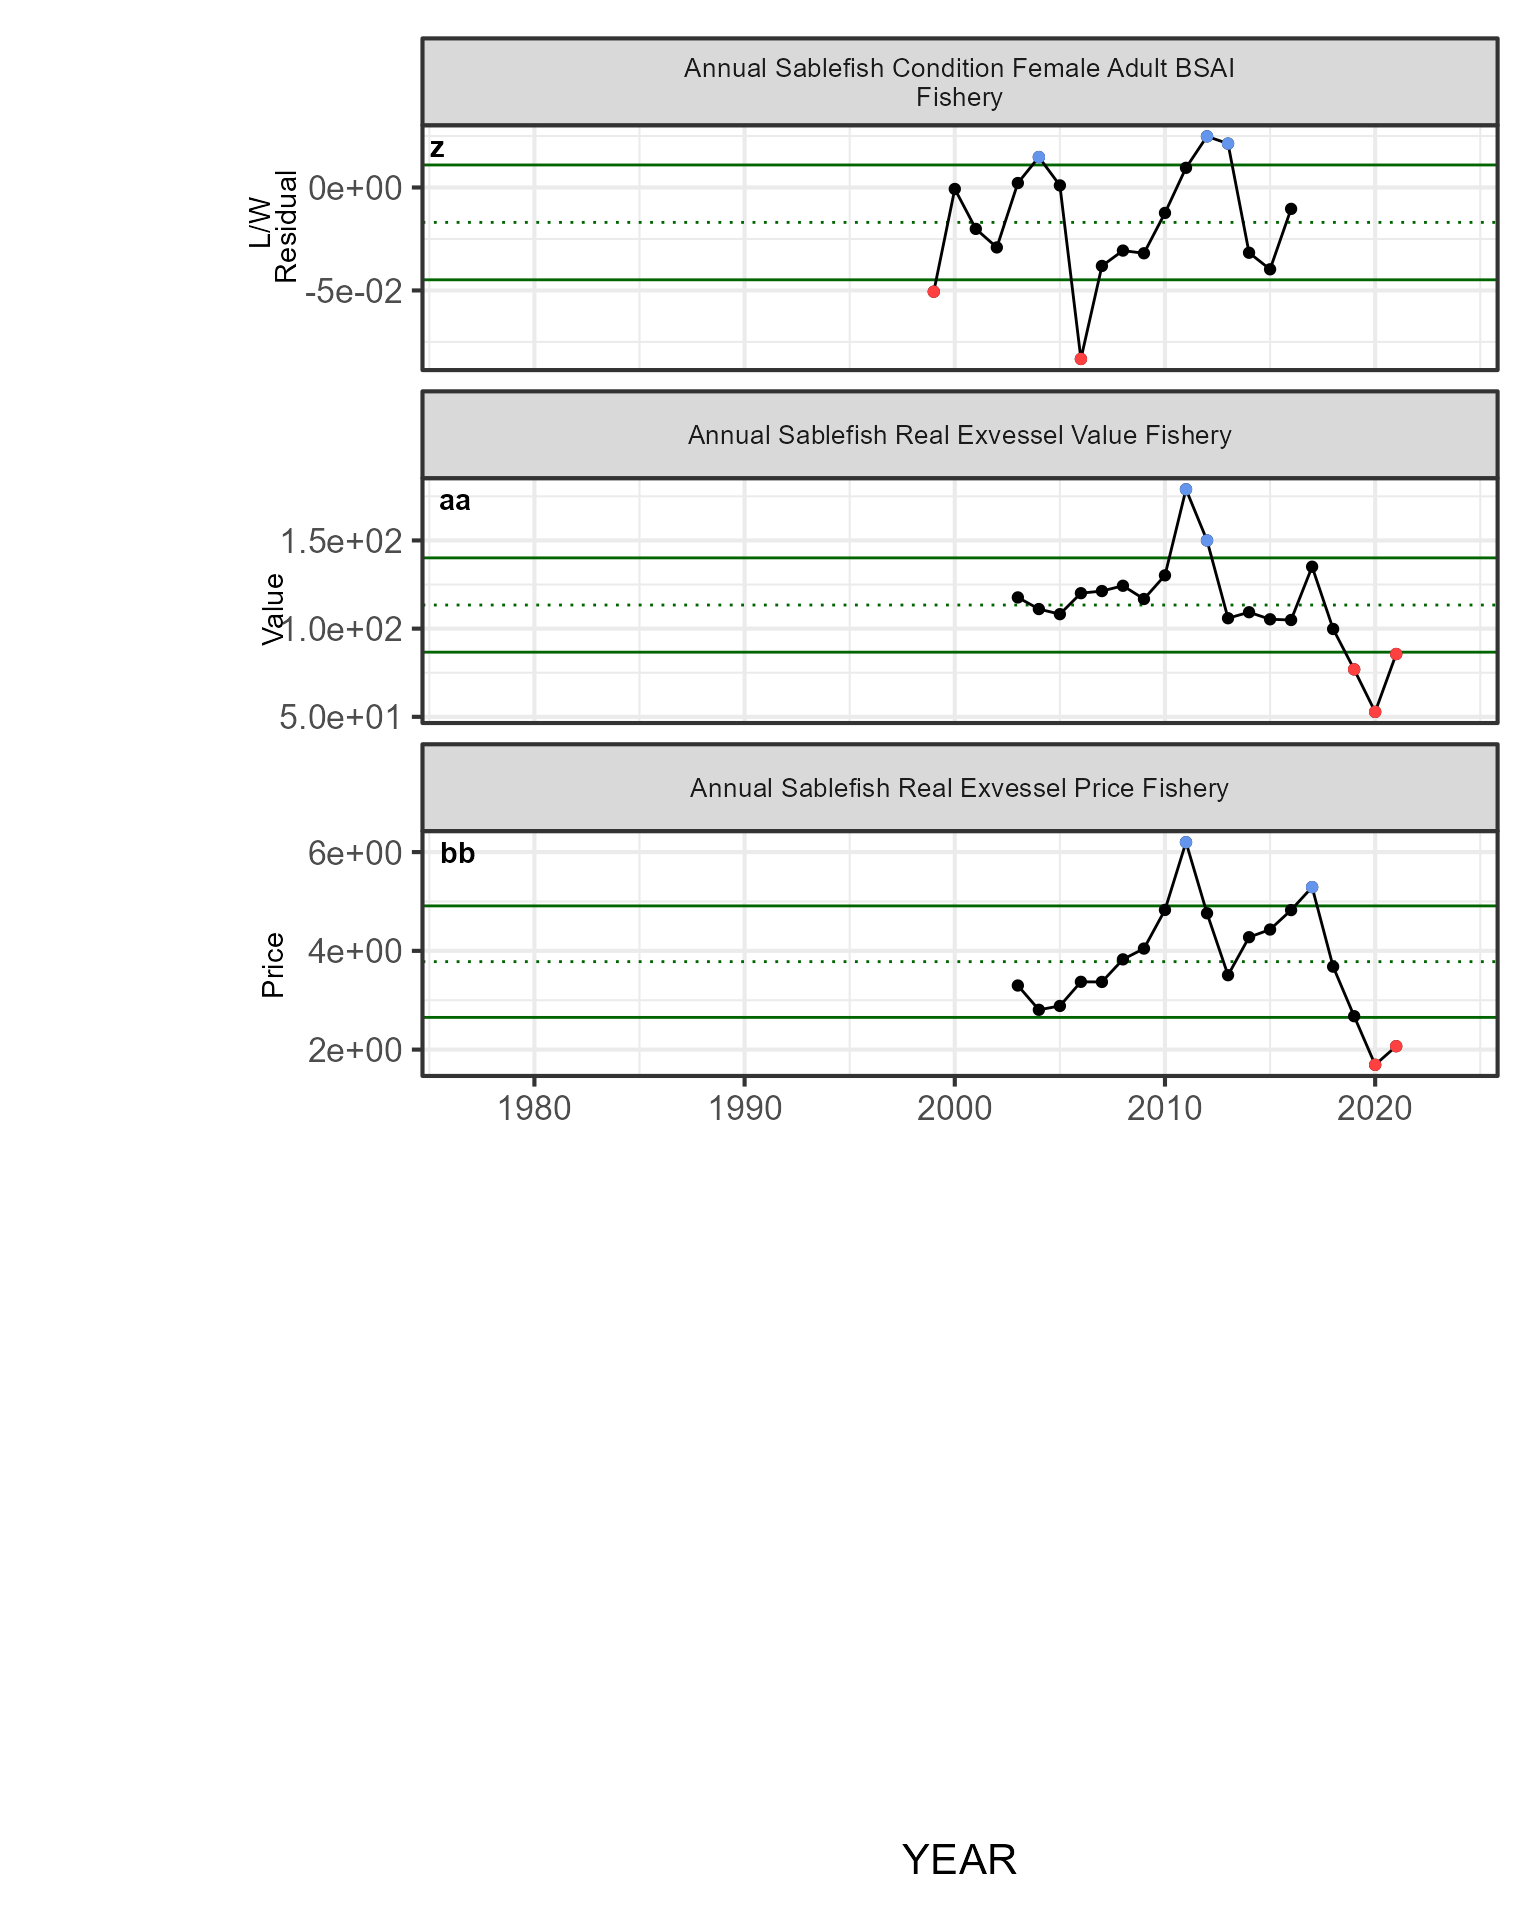 Annual Sablefish Condition Female Adult BSAI
Fishery
z
L/W
Residual
0e+00
-5e-02
Annual Sablefish Real Exvessel Value Fishery
aa
Value
1.5e+02
1.0e+02
5.0e+01
Annual Sablefish Real Exvessel Price Fishery
bb
Price
6e+00
4e+00
2e+00
1980 1990 2000 2010 2020
YEAR